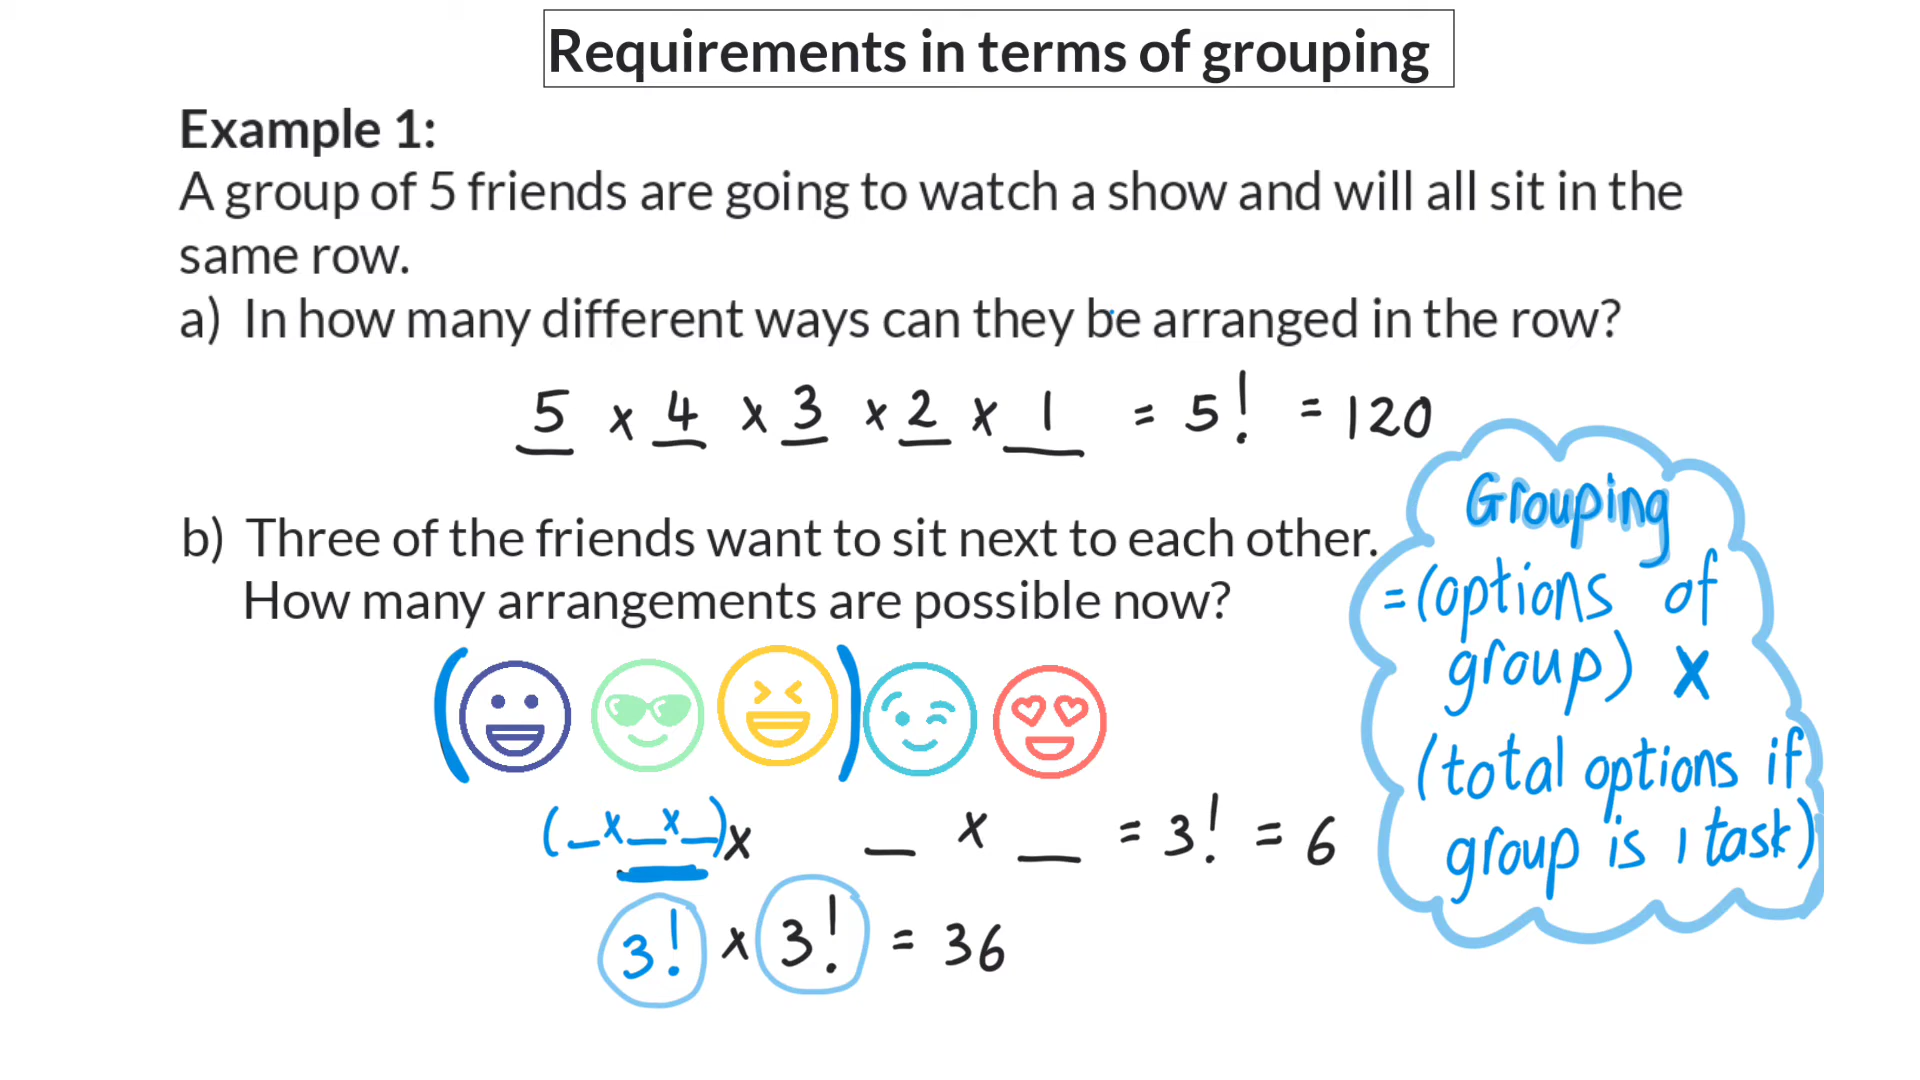 Requirements in terms of grouping
Example 1:
A group of 5 friends are going to watch a show and will all sit in the
same row.
a) In how many different ways can they be arranged in the row?
5 x 4 x 3 x 2 x 1 = 5! = 120
b) Three of the friends want to sit next to each other.
How many arrangements are possible now?
(_x_x_)x _ x _ = 3! = 6
3! x 3! = 36
Grouping
=(options of
group) x
(total options if
group is 1 task)